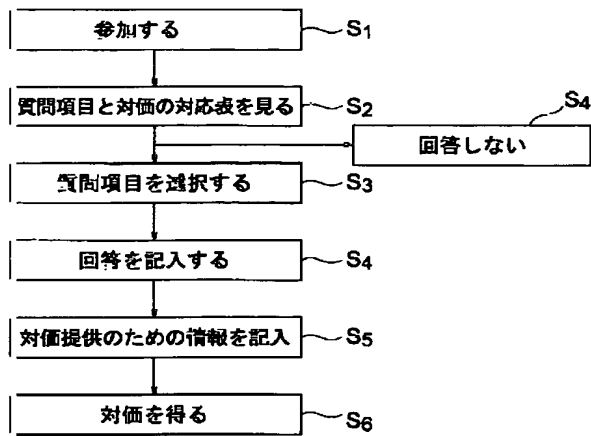 参加する S1
質問項目と対価の対応表を見る S2
S4
回答しない
質問項目を選択する S3
回答を記入する S4
対価提供のための情報を記入 S5
対価を得る S6